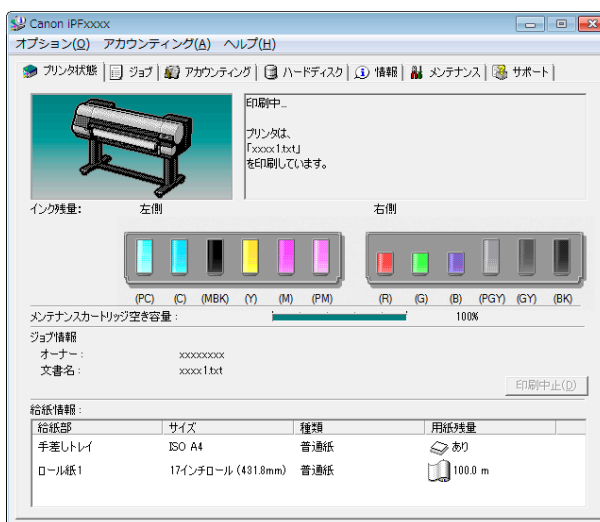 Canon iPFxxxx
オプション(O) アカウンティング(A) ヘルプ(H)
プリンタ状態 ジョブ アカウンティング ハードディスク 情報 メンテナンス サポート
印刷中...
プリンタは、
「xxxx1.txt」
を印刷しています。
インク残量: 左側 右側
(PC) (C) (MBK) (Y) (M) (PM) (R) (G) (B) (PGY) (GY) (BK)
メンテナンスカートリッジ空き容量: 100%
ジョブ情報
オーナー: xxxxxxxx
文書名: xxxx1.txt
印刷中止(D)
給紙情報:
給紙部 サイズ 種類 用紙残量
手差しトレイ ISO A4 普通紙 あり
ロール紙1 17インチロール (431.8mm) 普通紙 100.0 m